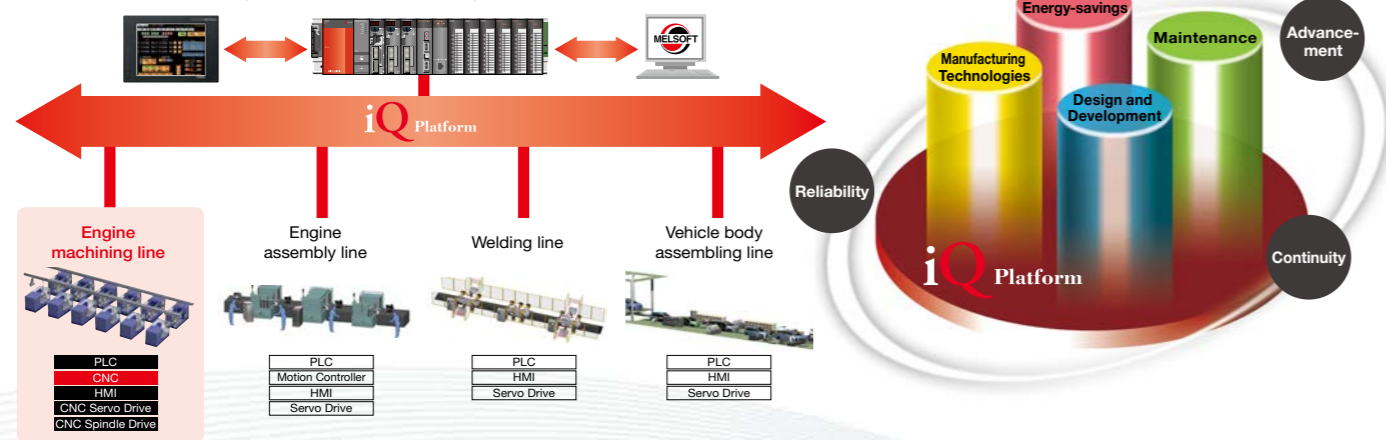 MELSOFT
iQ Platform
Engine
machining line
PLC
CNC
HMI
CNC Servo Drive
CNC Spindle Drive
Engine
assembly line
PLC
Motion Controller
HMI
Servo Drive
Welding line
PLC
HMI
Servo Drive
Vehicle body
assembling line
PLC
HMI
Servo Drive
Energy-savings
Manufacturing
Technologies
Maintenance
Design and
Development
Advance-
ment
Reliability
Continuity
iQ Platform